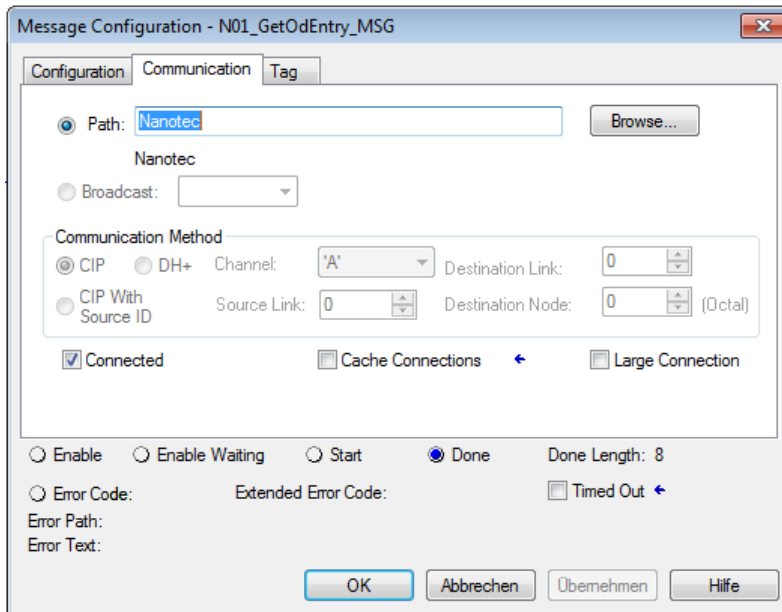 Message Configuration - N01_GetOdEntry_MSG
Configuration Communication Tag
Path: Nanotec Browse...
Nanotec
Broadcast:
Communication Method
CIP DH+ Channel: 'A' Destination Link: 0
CIP With Source ID Source Link: 0 Destination Node: 0 (Octal)
Connected Cache Connections ← Large Connection
Enable Enable Waiting Start Done Done Length: 8
Error Code: Extended Error Code: Timed Out ←
Error Path:
Error Text:
OK Abbrechen Übernehmen Hilfe